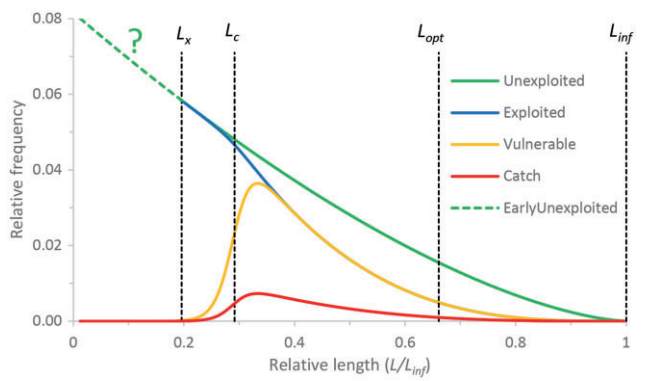 0.08
0.06
0.04
0.02
0.00
Relative frequency
?
Lx
Lc
Lopt
Linf
Unexploited
Exploited
Vulnerable
Catch
EarlyUnexploited
0
0.2
0.4
0.6
0.8
1
Relative length (L/Linf)